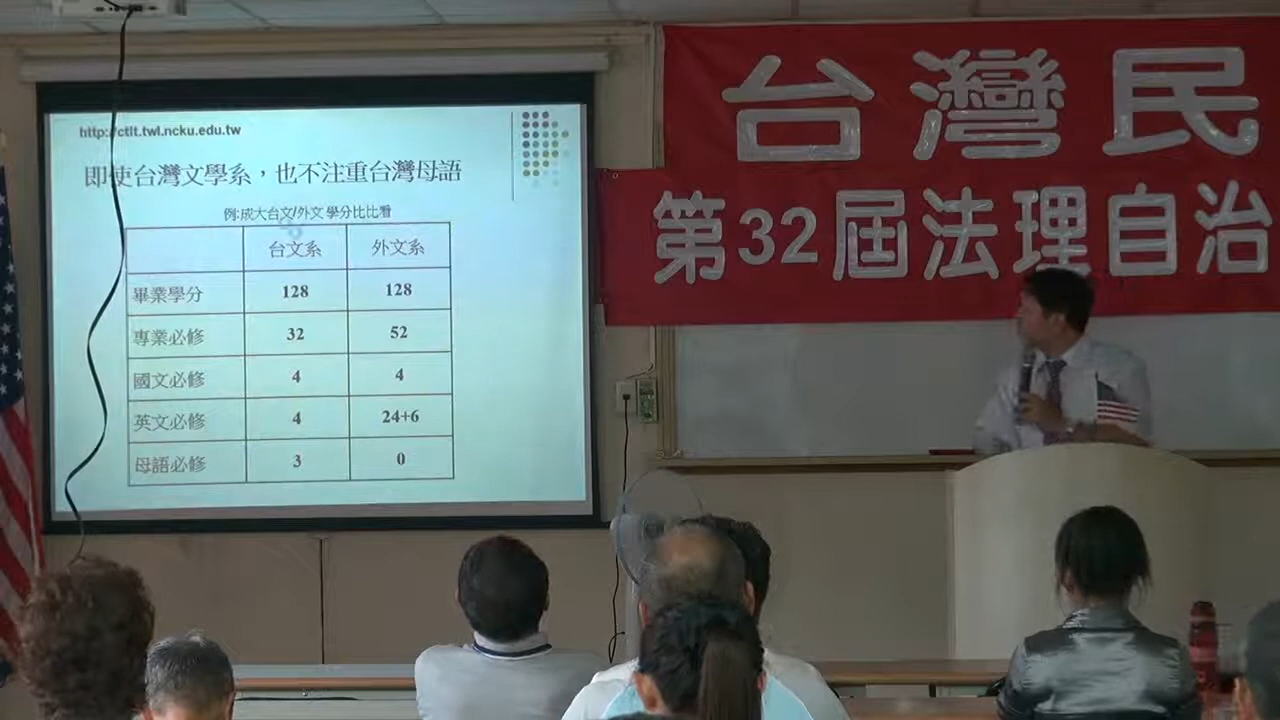 http://ctlt.twl.ncku.edu.tw
即使台灣文學系，也不注重台灣母語
例:成大台文/外文 學分比比看
台文系 外文系
畢業學分 128 128
專業必修 32 52
國文必修 4 4
英文必修 4 24+6
母語必修 3 0
台灣民
第32屆法理自治